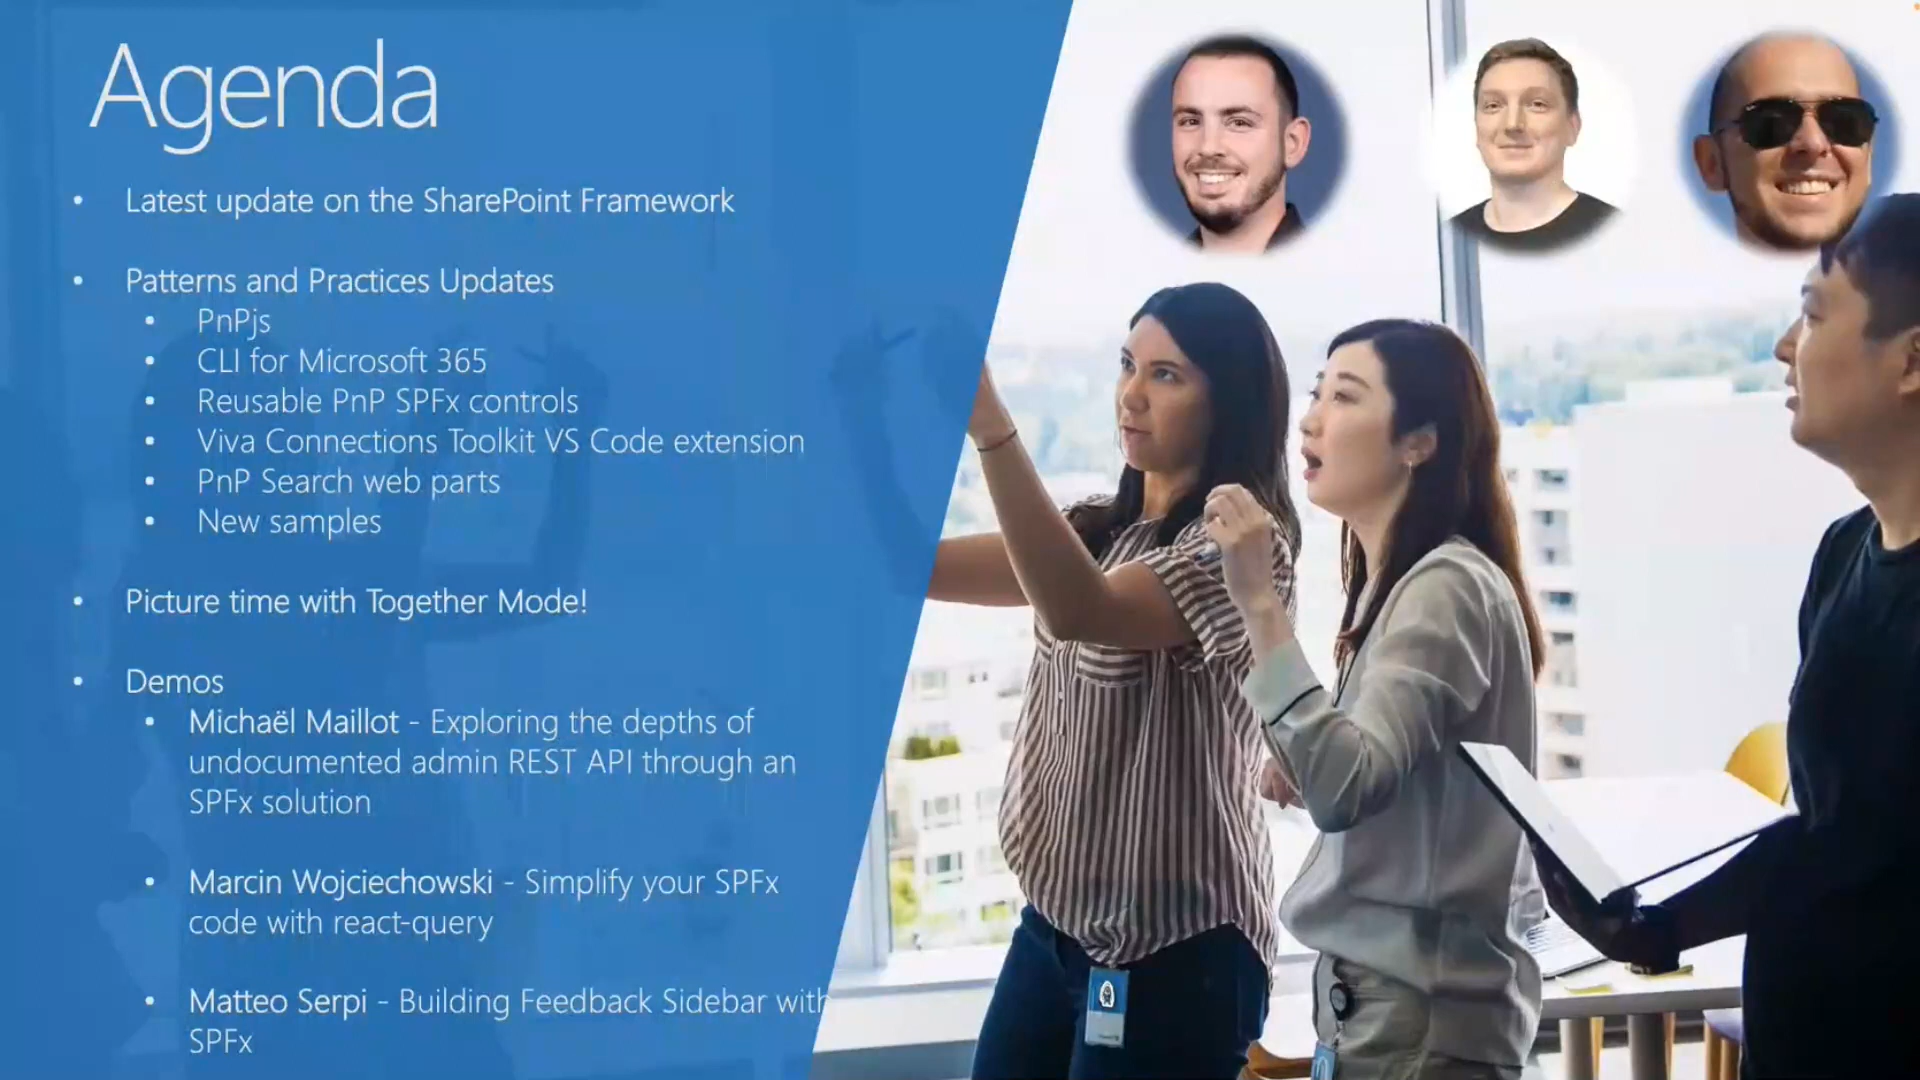 Agenda
• Latest update on the SharePoint Framework
• Patterns and Practices Updates
• PnPjs
• CLI for Microsoft 365
• Reusable PnP SPFx controls
• Viva Connections Toolkit VS Code extension
• PnP Search web parts
• New samples
• Picture time with Together Mode!
• Demos
• Michaël Maillot - Exploring the depths of
undocumented admin REST API through an
SPFx solution
• Marcin Wojciechowski - Simplify your SPFx
code with react-query
• Matteo Serpi - Building Feedback Sidebar with
SPFx